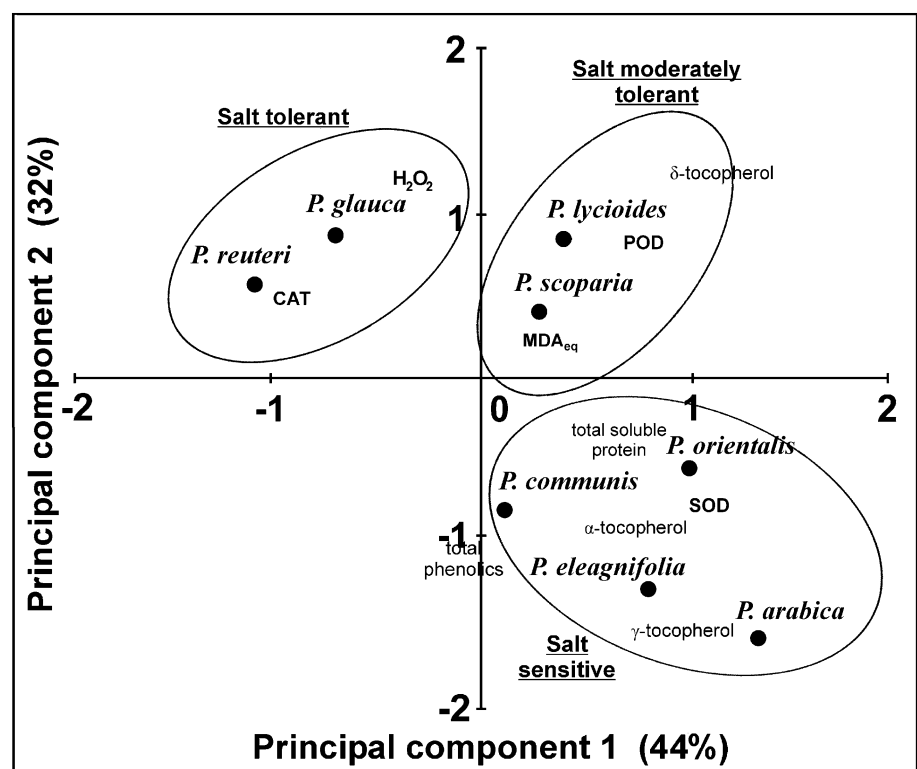 2
Salt moderately
tolerant
Salt tolerant
δ-tocopherol
H₂O₂
P. glauca
1
P. lycioides
POD
P. reuteri
CAT
P. scoparia
MDAeq
-2
-1
0
1
2
total soluble
protein
P. orientalis
P. communis
SOD
α-tocopherol
-1
total
phenolics
P. eleagnifolia
P. arabica
γ-tocopherol
Salt
sensitive
-2
Principal component 2 (32%)
Principal component 1 (44%)